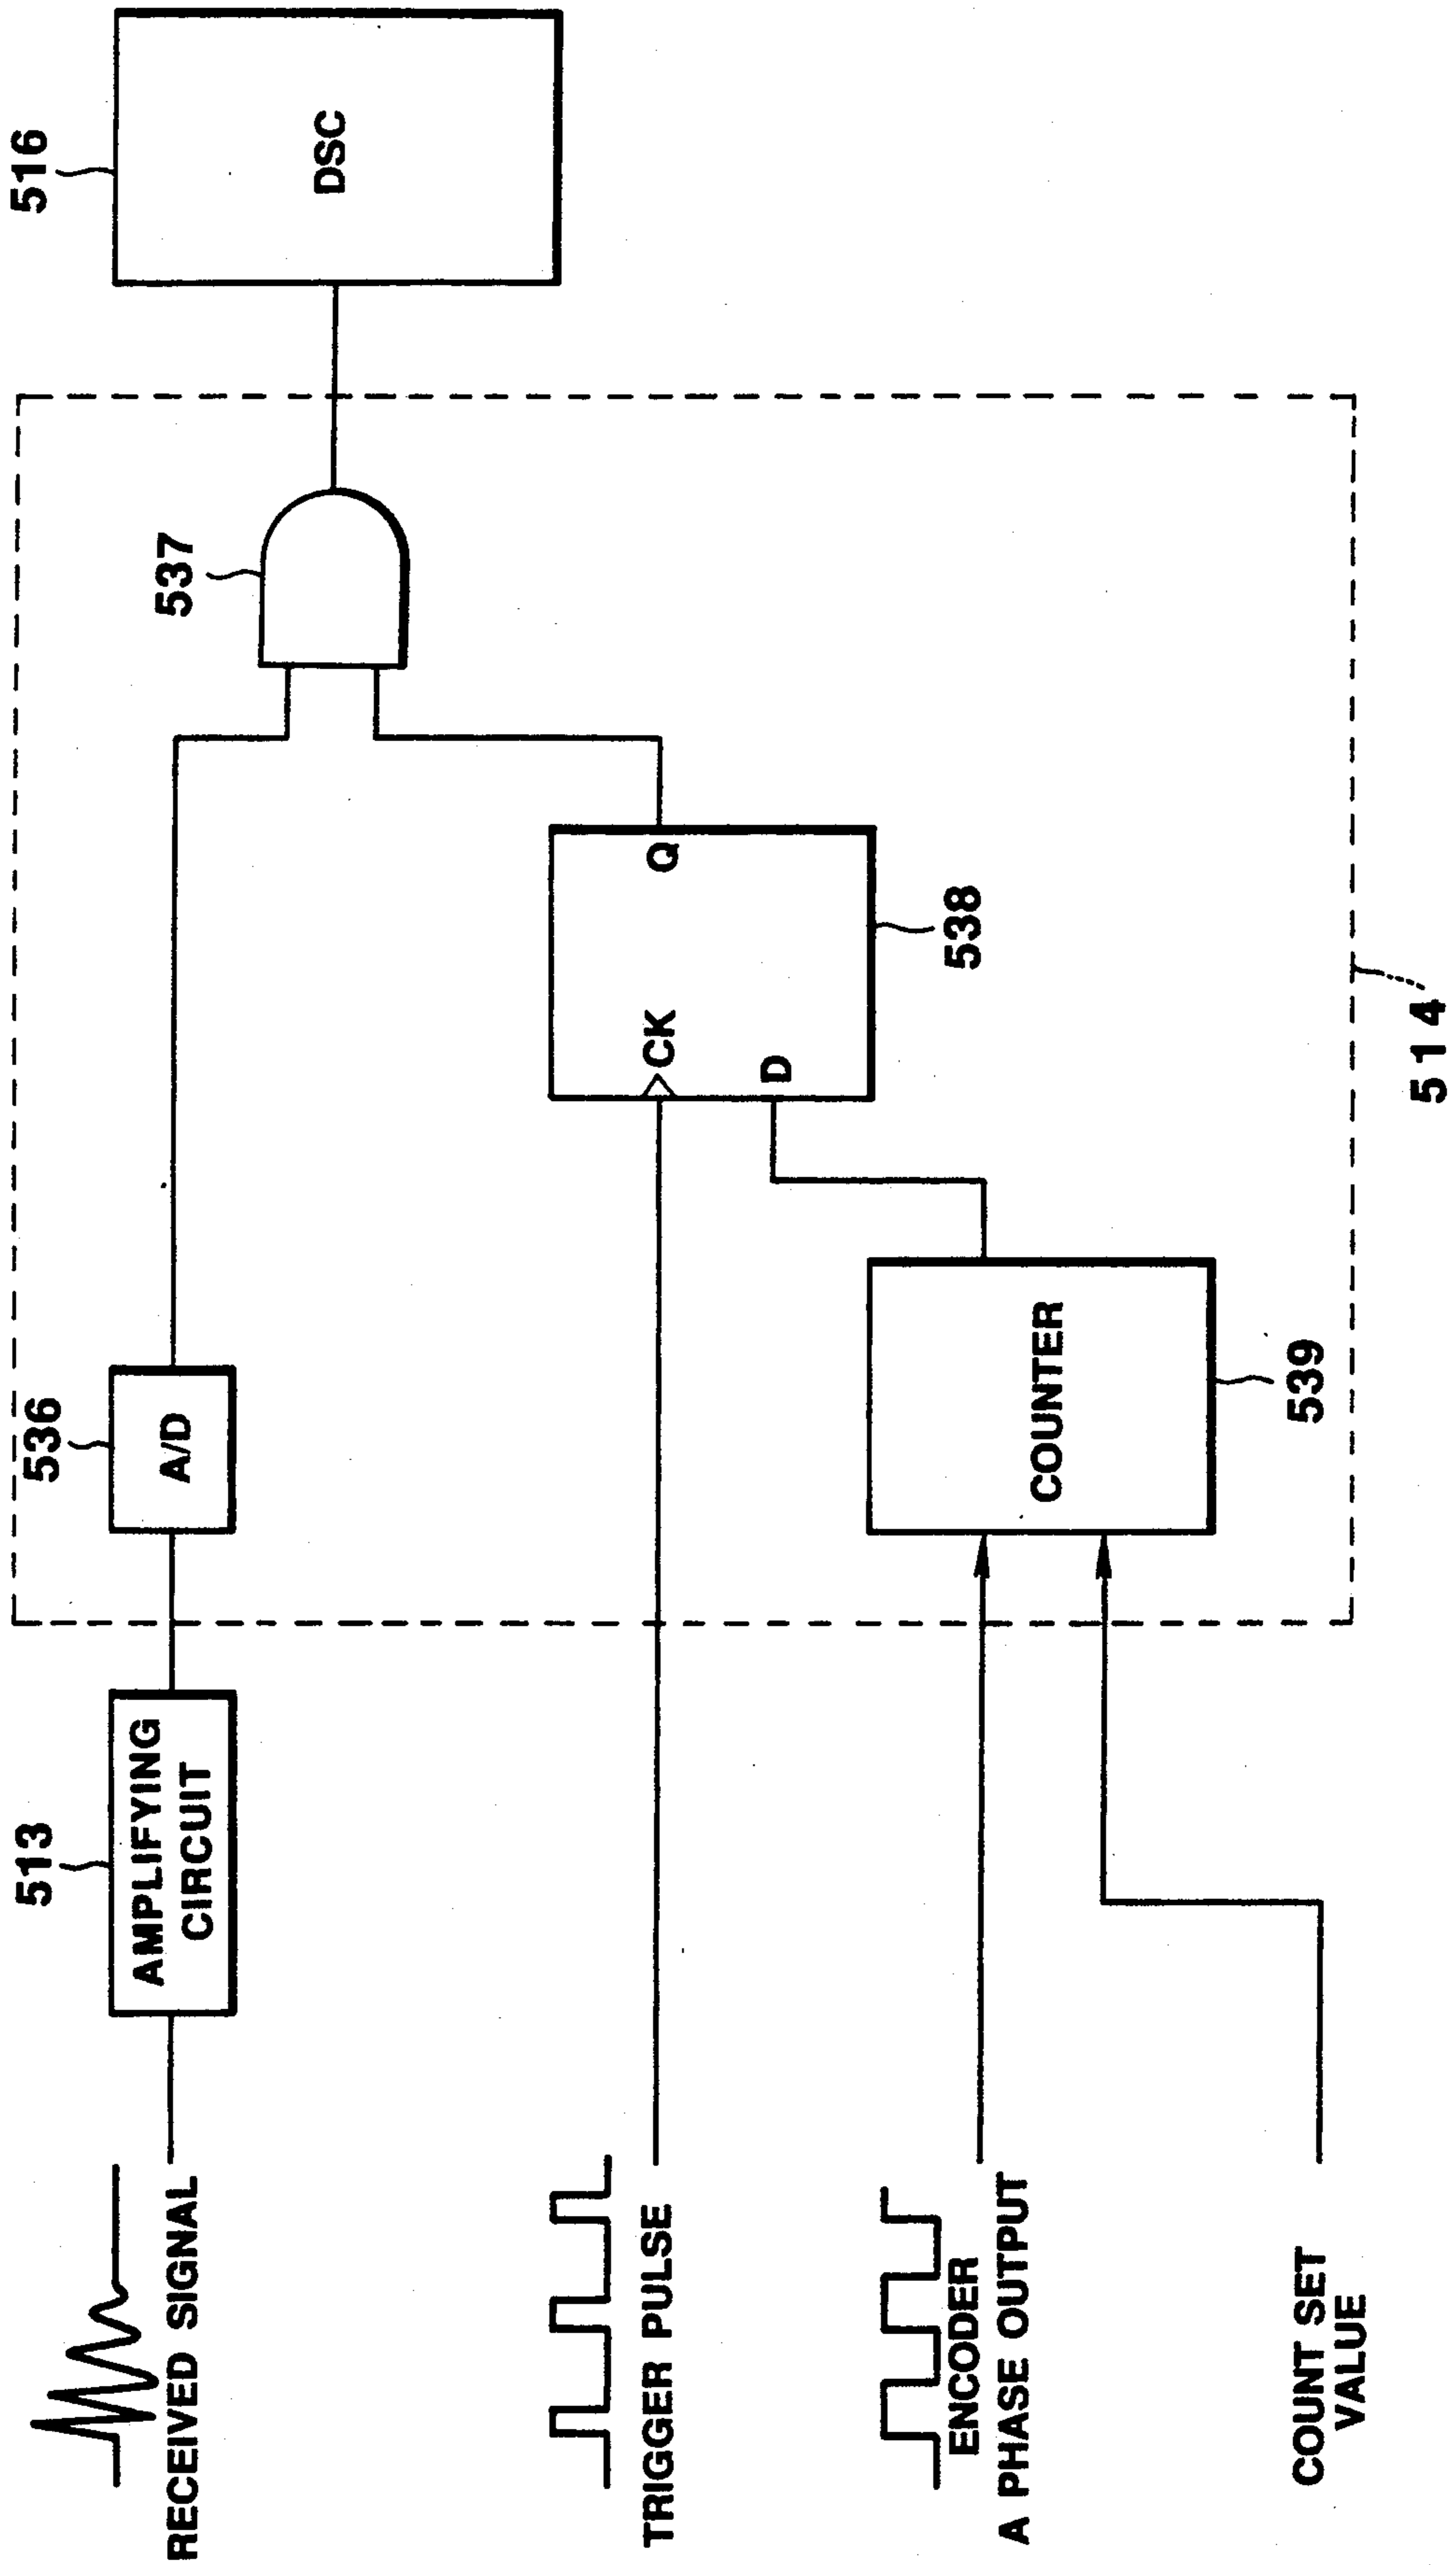 513
AMPLIFYING
CIRCUIT
536
A/D
537
516
DSC
RECEIVED SIGNAL
TRIGGER PULSE
CK
Q
D
538
ENCODER
A PHASE OUTPUT
COUNTER
539
COUNT SET
VALUE
514